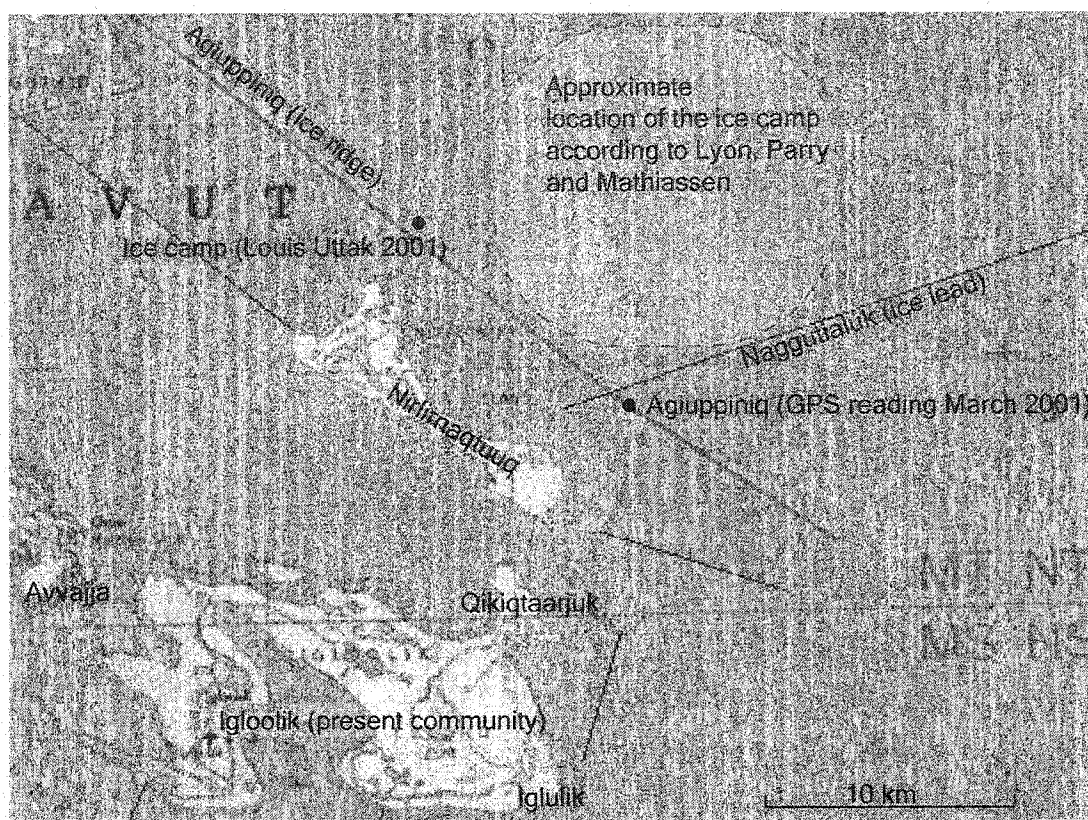 Agiuppiniq (ice ridge)
Approximate
location of the ice camp
according to Lyon, Parry
and Mathiassen
A V U T
Ice camp (Louis Uttak 2001)
Nagguttaluk (ice lead)
Agiuppiniq (GPS reading March 2001)
Nirlirnaqtuuq
Avvajja
Qikiqtaarjuk
Igloolik (present community)
Iglulik
10 km